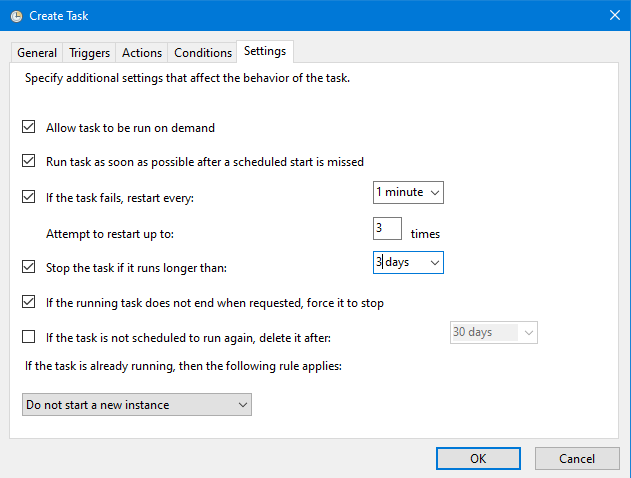 Create Task
General Triggers Actions Conditions Settings
Specify additional settings that affect the behavior of the task.
Allow task to be run on demand
Run task as soon as possible after a scheduled start is missed
If the task fails, restart every: 1 minute
Attempt to restart up to: 3 times
Stop the task if it runs longer than: 3 days
If the running task does not end when requested, force it to stop
If the task is not scheduled to run again, delete it after: 30 days
If the task is already running, then the following rule applies:
Do not start a new instance
OK Cancel